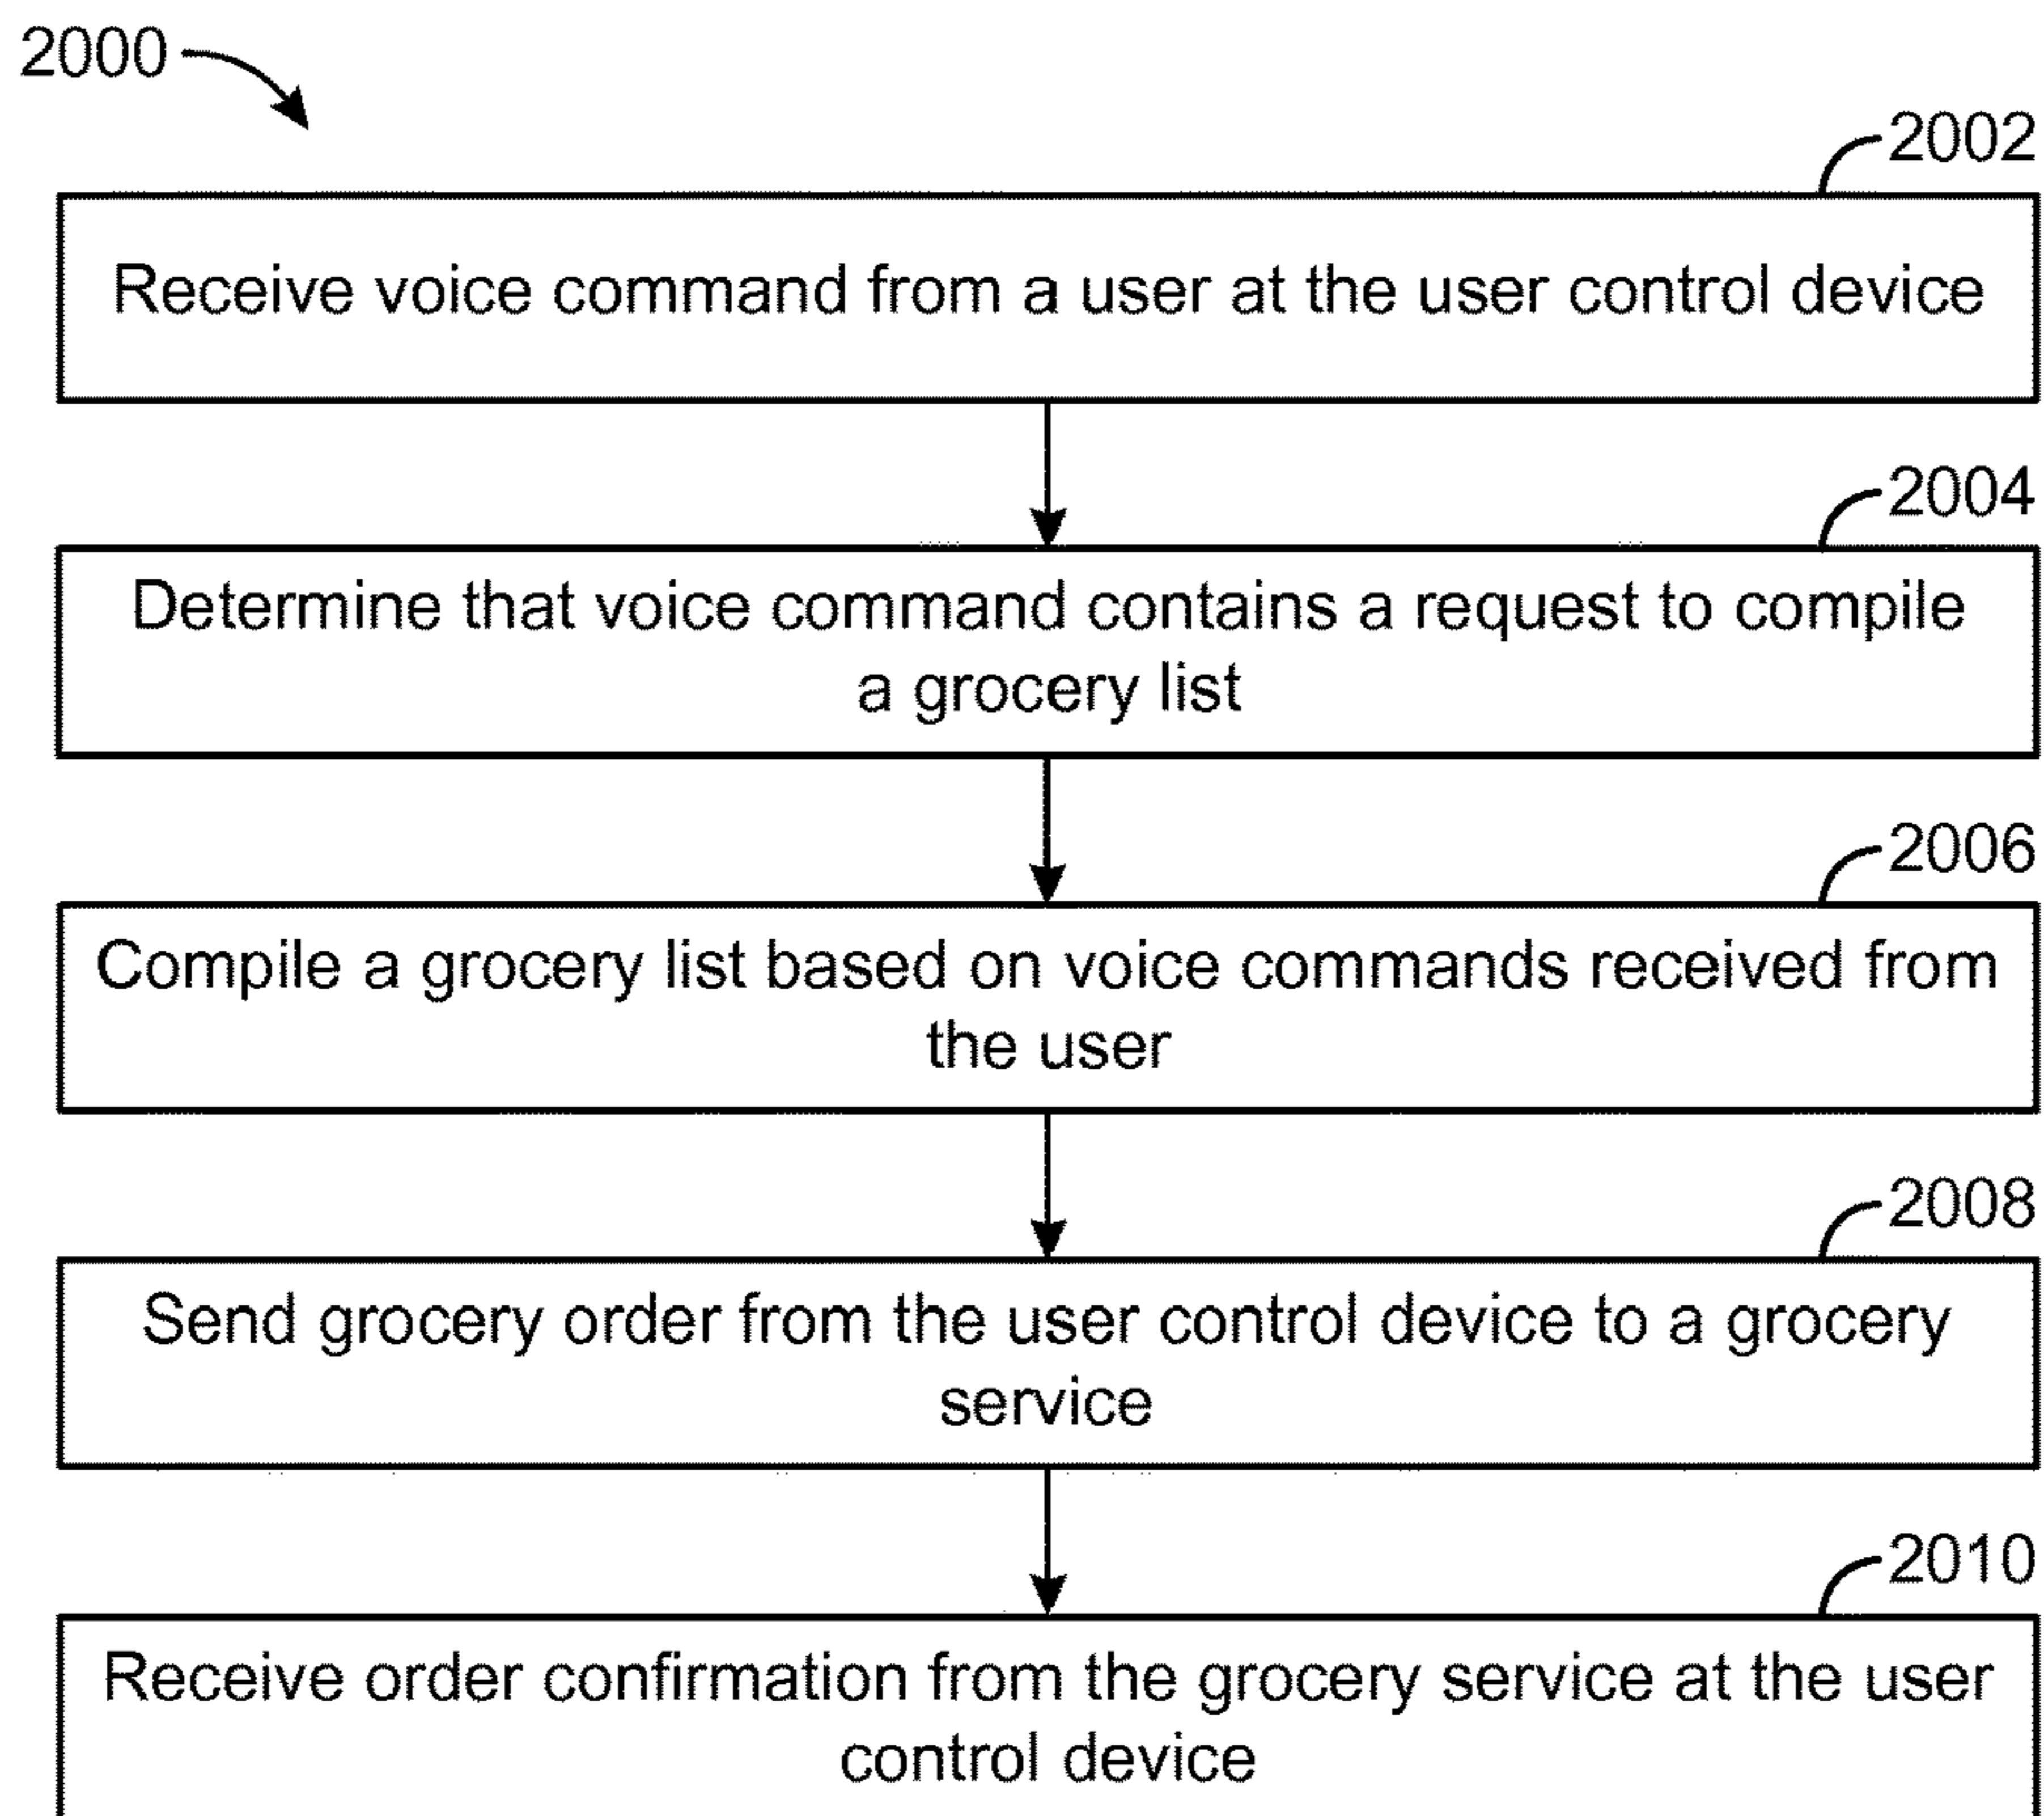 2000
2002
Receive voice command from a user at the user control device
2004
Determine that voice command contains a request to compile
a grocery list
2006
Compile a grocery list based on voice commands received from
the user
2008
Send grocery order from the user control device to a grocery
service
2010
Receive order confirmation from the grocery service at the user
control device